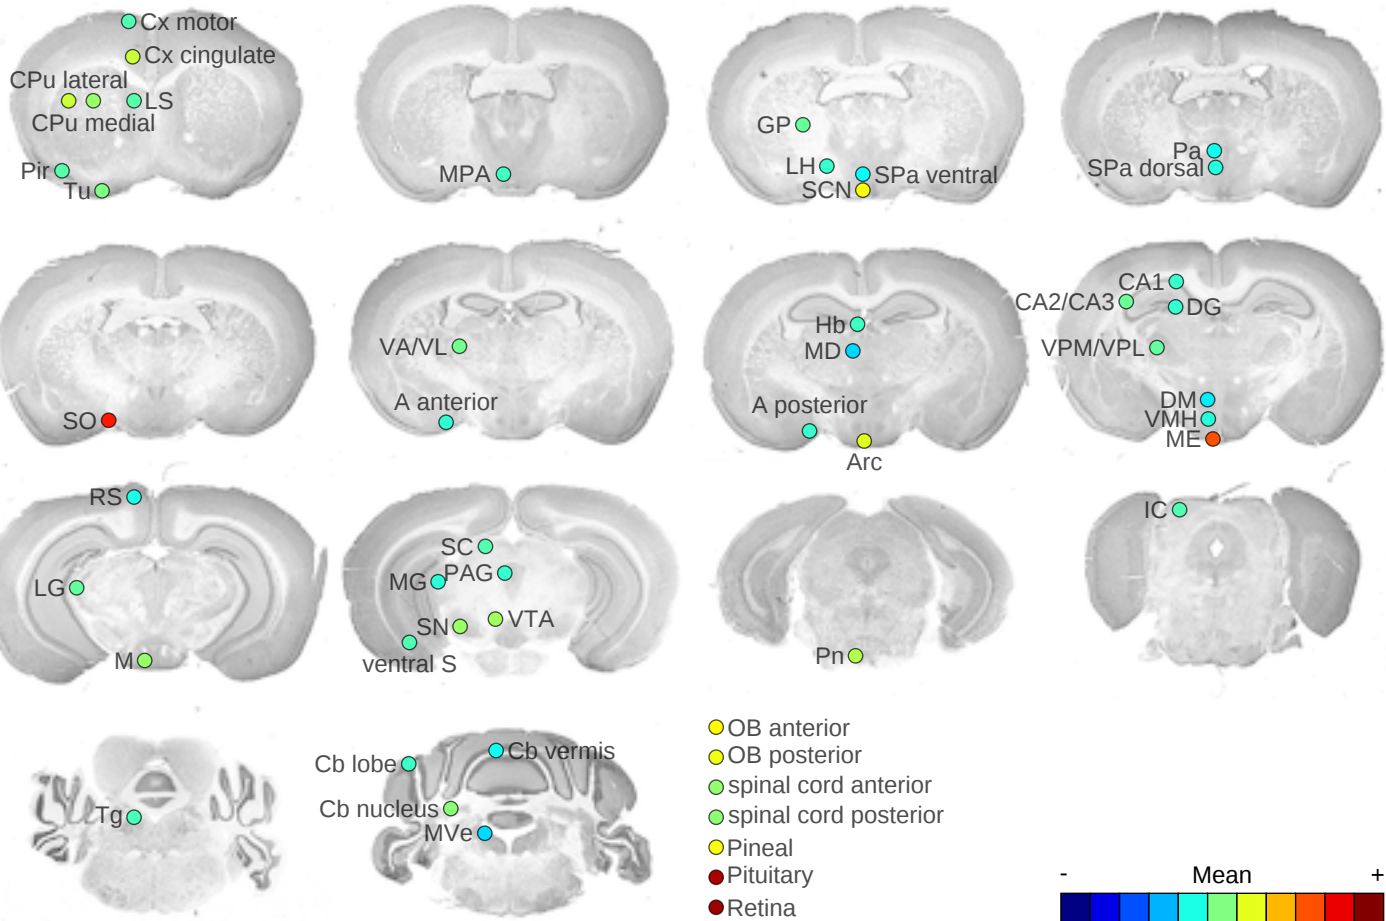 Cx motor
Cx cingulate
CPu lateral
LS
CPu medial
Pir
Tu
MPA
GP
LH
SPa ventral
SCN
Pa
SPa dorsal
SO
VA/VL
A anterior
Hb
MD
A posterior
Arc
CA1
CA2/CA3
DG
VPM/VPL
DM
VMH
ME
RS
LG
M
SC
MG
PAG
SN
VTA
ventral S
Pn
IC
Tg
Cb lobe
Cb vermis
Cb nucleus
MVe
OB anterior
OB posterior
spinal cord anterior
spinal cord posterior
Pineal
Pituitary
Retina
- Mean +